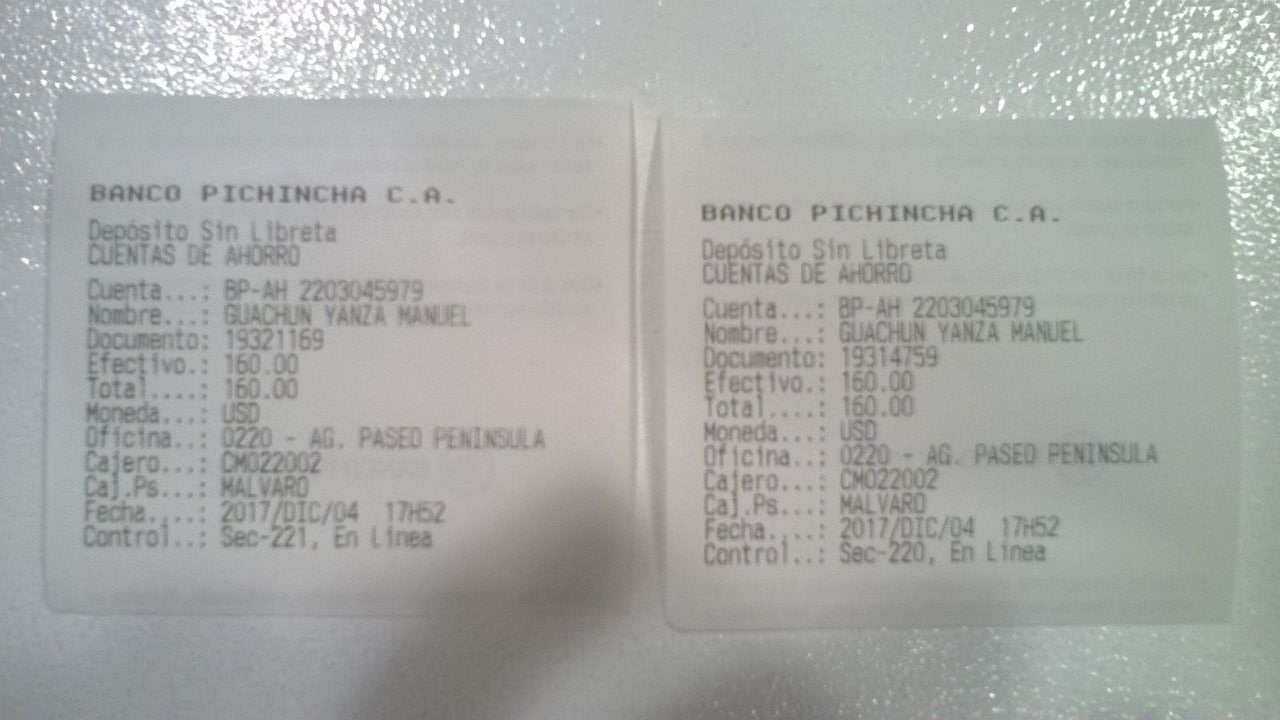 BANCO PICHINCHA C.A.
Depósito Sin Libreta
CUENTAS DE AHORRO
Cuenta...: BP-AH 2203045979
Nombre...: GUACHUN YANZA MANUEL
Documento: 19321169
Efectivo.: 160.00
Total....: 160.00
Moneda...: USD
Oficina..: 0220 - AG. PASEO PENINSULA
Cajero...: CM022002
Caj.Ps...: MALVARO
Fecha....: 2017/DIC/04 17H52
Control..: Sec-221, En Linea
BANCO PICHINCHA C.A.
Depósito Sin Libreta
CUENTAS DE AHORRO
Cuenta...: BP-AH 2203045979
Nombre...: GUACHUN YANZA MANUEL
Documento: 19314759
Efectivo.: 160.00
Total....: 160.00
Moneda...: USD
Oficina..: 0220 - AG. PASEO PENINSULA
Cajero...: CM022002
Caj.Ps...: MALVARO
Fecha....: 2017/DIC/04 17H52
Control..: Sec-220, En Linea